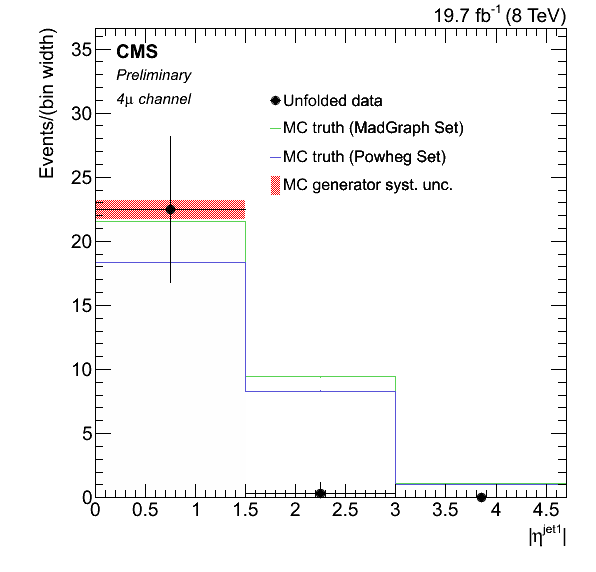 19.7 fb⁻¹ (8 TeV)
Events/(bin width)
CMS
Preliminary
4μ channel
Unfolded data
MC truth (MadGraph Set)
MC truth (Powheg Set)
MC generator syst. unc.
35
30
25
20
15
10
5
0
0 0.5 1 1.5 2 2.5 3 3.5 4 4.5
|η^jet1|